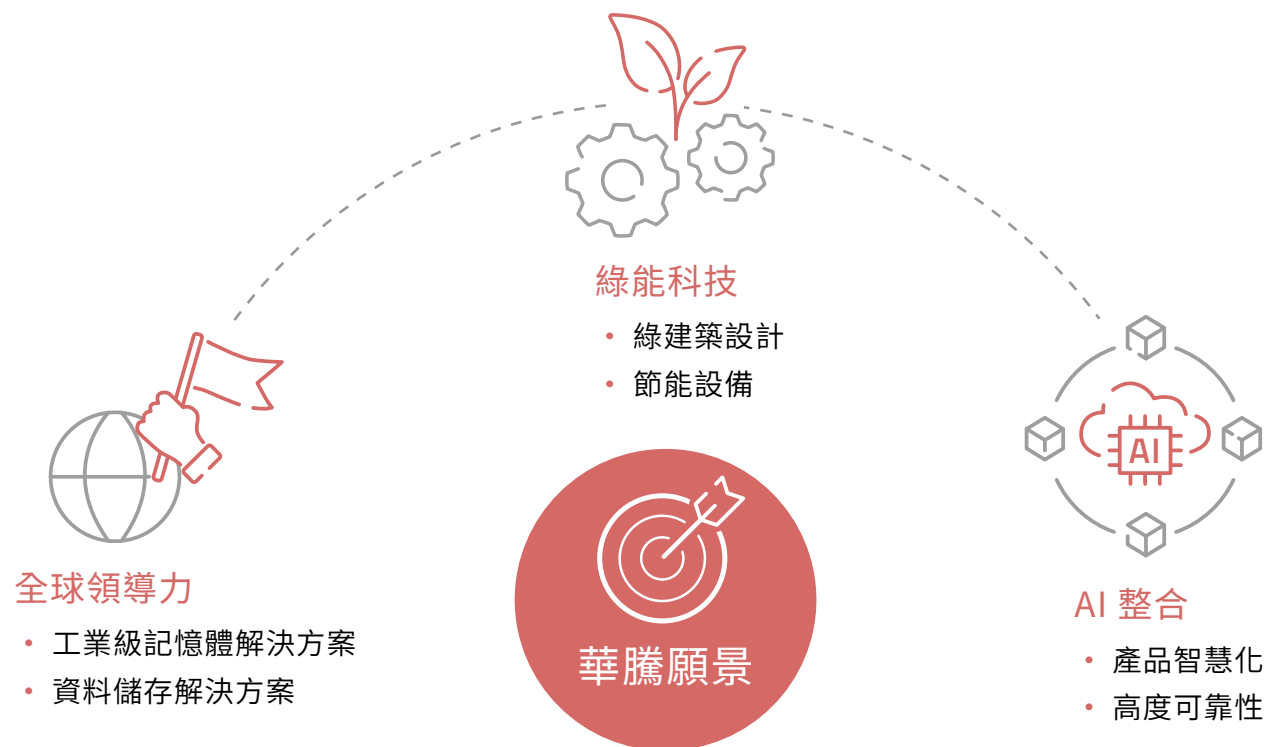 綠能科技
• 綠建築設計
• 節能設備
全球領導力
• 工業級記憶體解決方案
• 資料儲存解決方案
華騰願景
AI
AI 整合
• 產品智慧化
• 高度可靠性